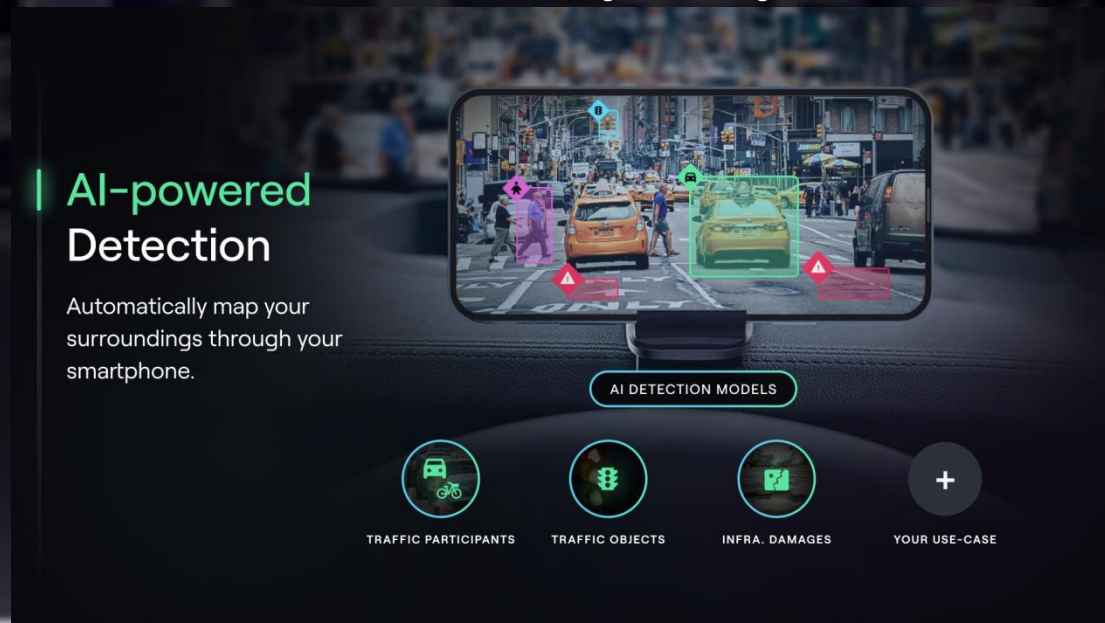 AI-powered
Detection
Automatically map your
surroundings through your
smartphone.
AI DETECTION MODELS
TRAFFIC PARTICIPANTS
TRAFFIC OBJECTS
INFRA. DAMAGES
YOUR USE-CASE